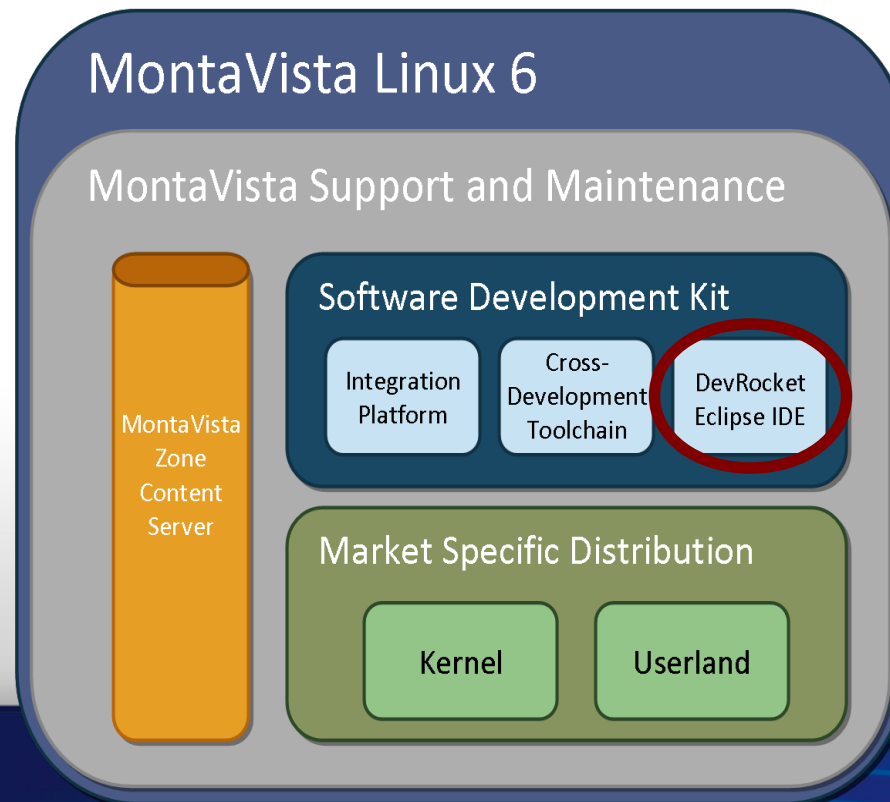 MontaVista Linux 6
MontaVista Support and Maintenance
MontaVista
Zone
Content
Server
Software Development Kit
Integration
Platform
Cross-
Development
Toolchain
DevRocket
Eclipse IDE
Market Specific Distribution
Kernel
Userland